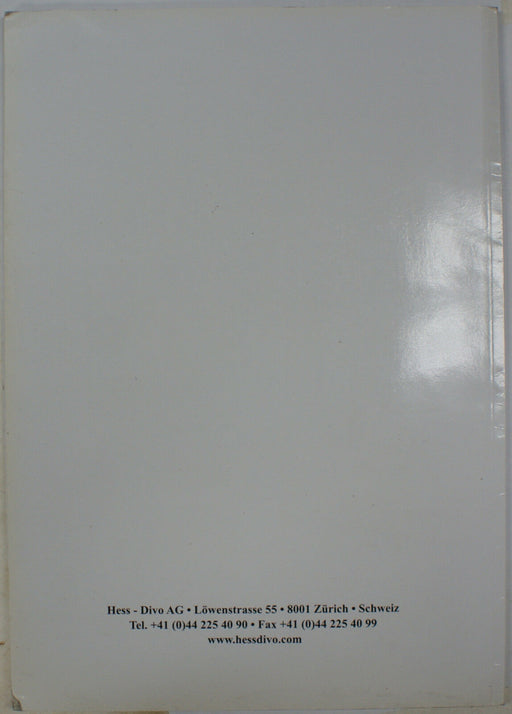 Hess - Divo AG • Löwenstrasse 55 • 8001 Zürich • Schweiz
Tel. +41 (0)44 225 40 90 • Fax +41 (0)44 225 40 99
www.hessdivo.com